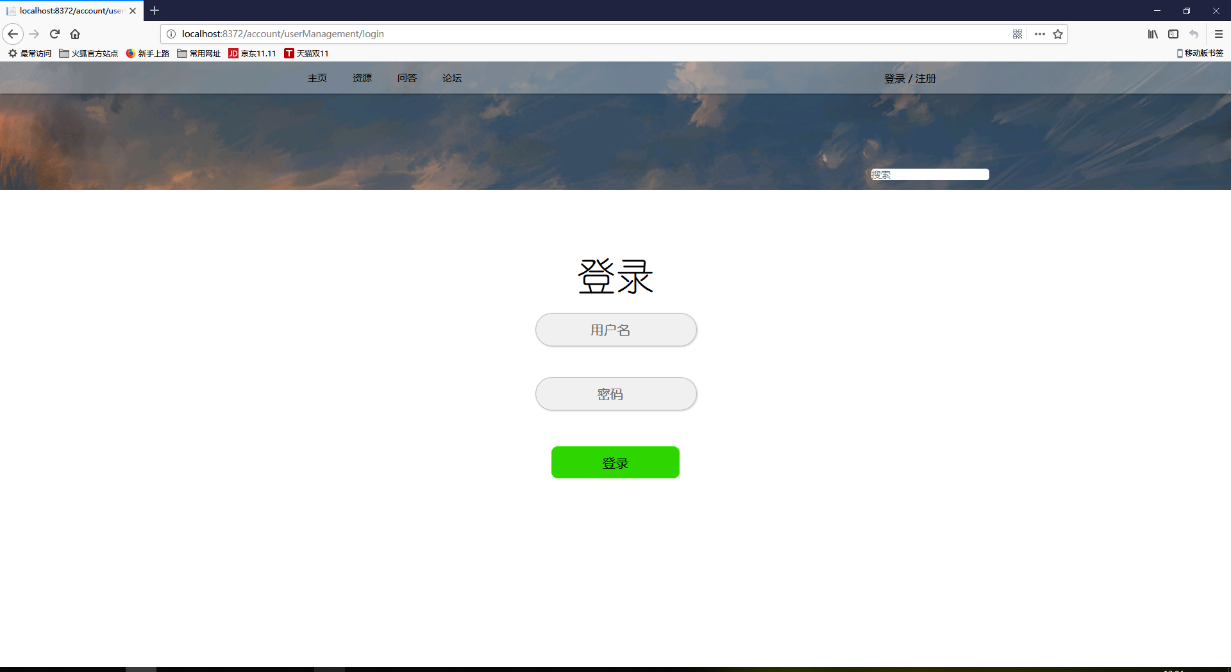 localhost:8372/account/use
localhost:8372/account/userManagement/login
最常访问 火狐官方站点 新手上路 常用网址 JD 京东11.11 T 天猫双11 移动版书签
主页 资源 问答 论坛 登录 / 注册
搜索
登录
用户名
密码
登录